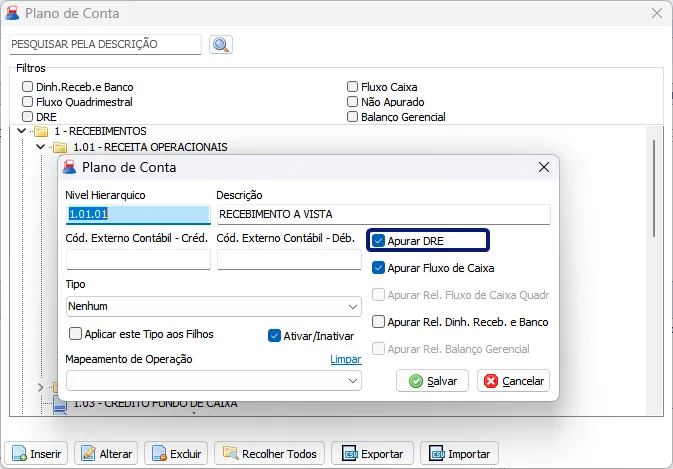 Plano de Conta
PESQUISAR PELA DESCRIÇÃO
Filtros
Dinh.Receb.e Banco
Fluxo Caixa
Fluxo Quadrimestral
Não Apurado
DRE
Balanço Gerencial
1 - RECEBIMENTOS
1.01 - RECEITA OPERACIONAIS
Plano de Conta
Nivel Hierarquico
Descrição
1.01.01
RECEBIMENTO A VISTA
Cód. Externo Contábil - Créd.
Cód. Externo Contábil - Déb.
Apurar DRE
Apurar Fluxo de Caixa
Tipo
Apurar Rel. Fluxo de Caixa Quadr
Nenhum
Apurar Rel. Dinh. Receb. e Banco
Aplicar este Tipo aos Filhos
Ativar/Inativar
Apurar Rel. Balanço Gerencial
Mapeamento de Operação
Limpar
Salvar
Cancelar
1.03 - CREDITO FUNDO DE CAIXA
Inserir
Alterar
Excluir
Recolher Todos
CSV
Exportar
CSV
Importar